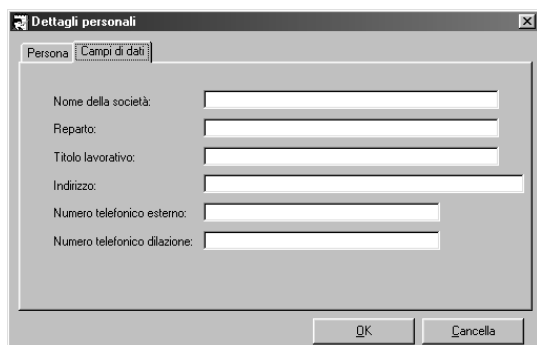 Dettagli personali
Persona Campi di dati
Nome della società:
Reparto:
Titolo lavorativo:
Indirizzo:
Numero telefonico esterno:
Numero telefonico dilazione:
OK Cancella